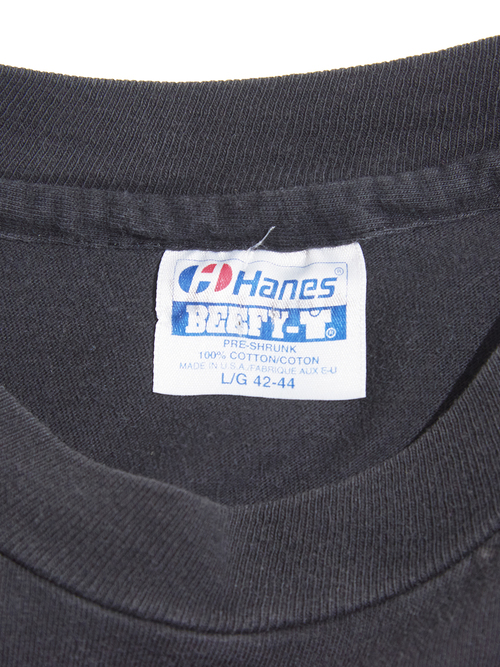 Hanes®
BEEFY-T®
PRE-SHRUNK
100% COTTON/COTON
MADE IN U.S.A./FABRIQUE AUX E-U
L/G 42-44